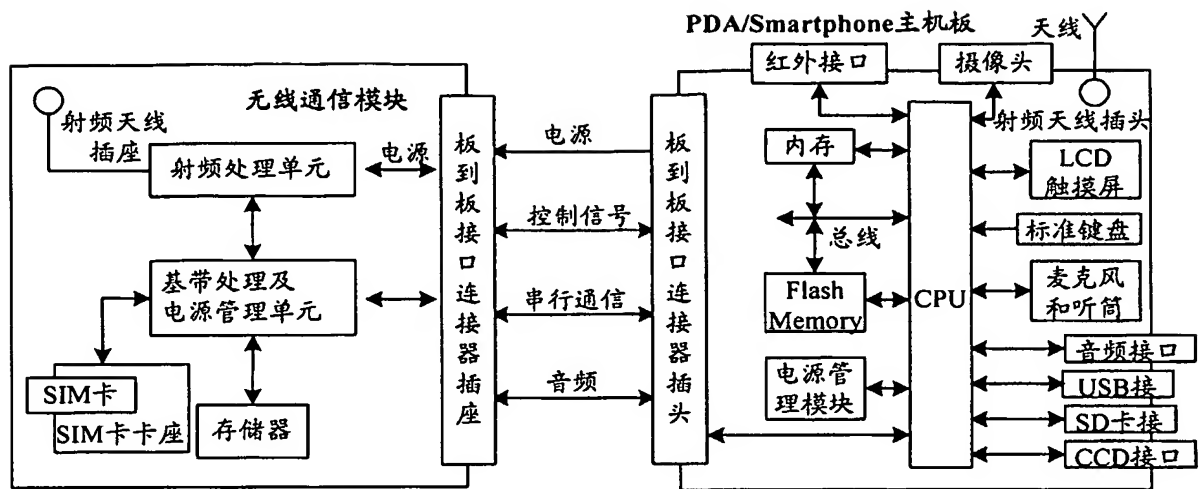 PDA/Smartphone主机板
天线
红外接口
摄像头
无线通信模块
射频天线
插座
电源
射频处理单元
基带处理及
电源管理单元
SIM卡
SIM卡卡座
存储器
板到板接口连接器插座
电源
控制信号
串行通信
音频
板到板接口连接器插头
内存
总线
Flash
Memory
电源管
理模块
CPU
射频天线插头
LCD
触摸屏
标准键盘
麦克风
和听筒
音频接口
USB接
SD卡接
CCD接口